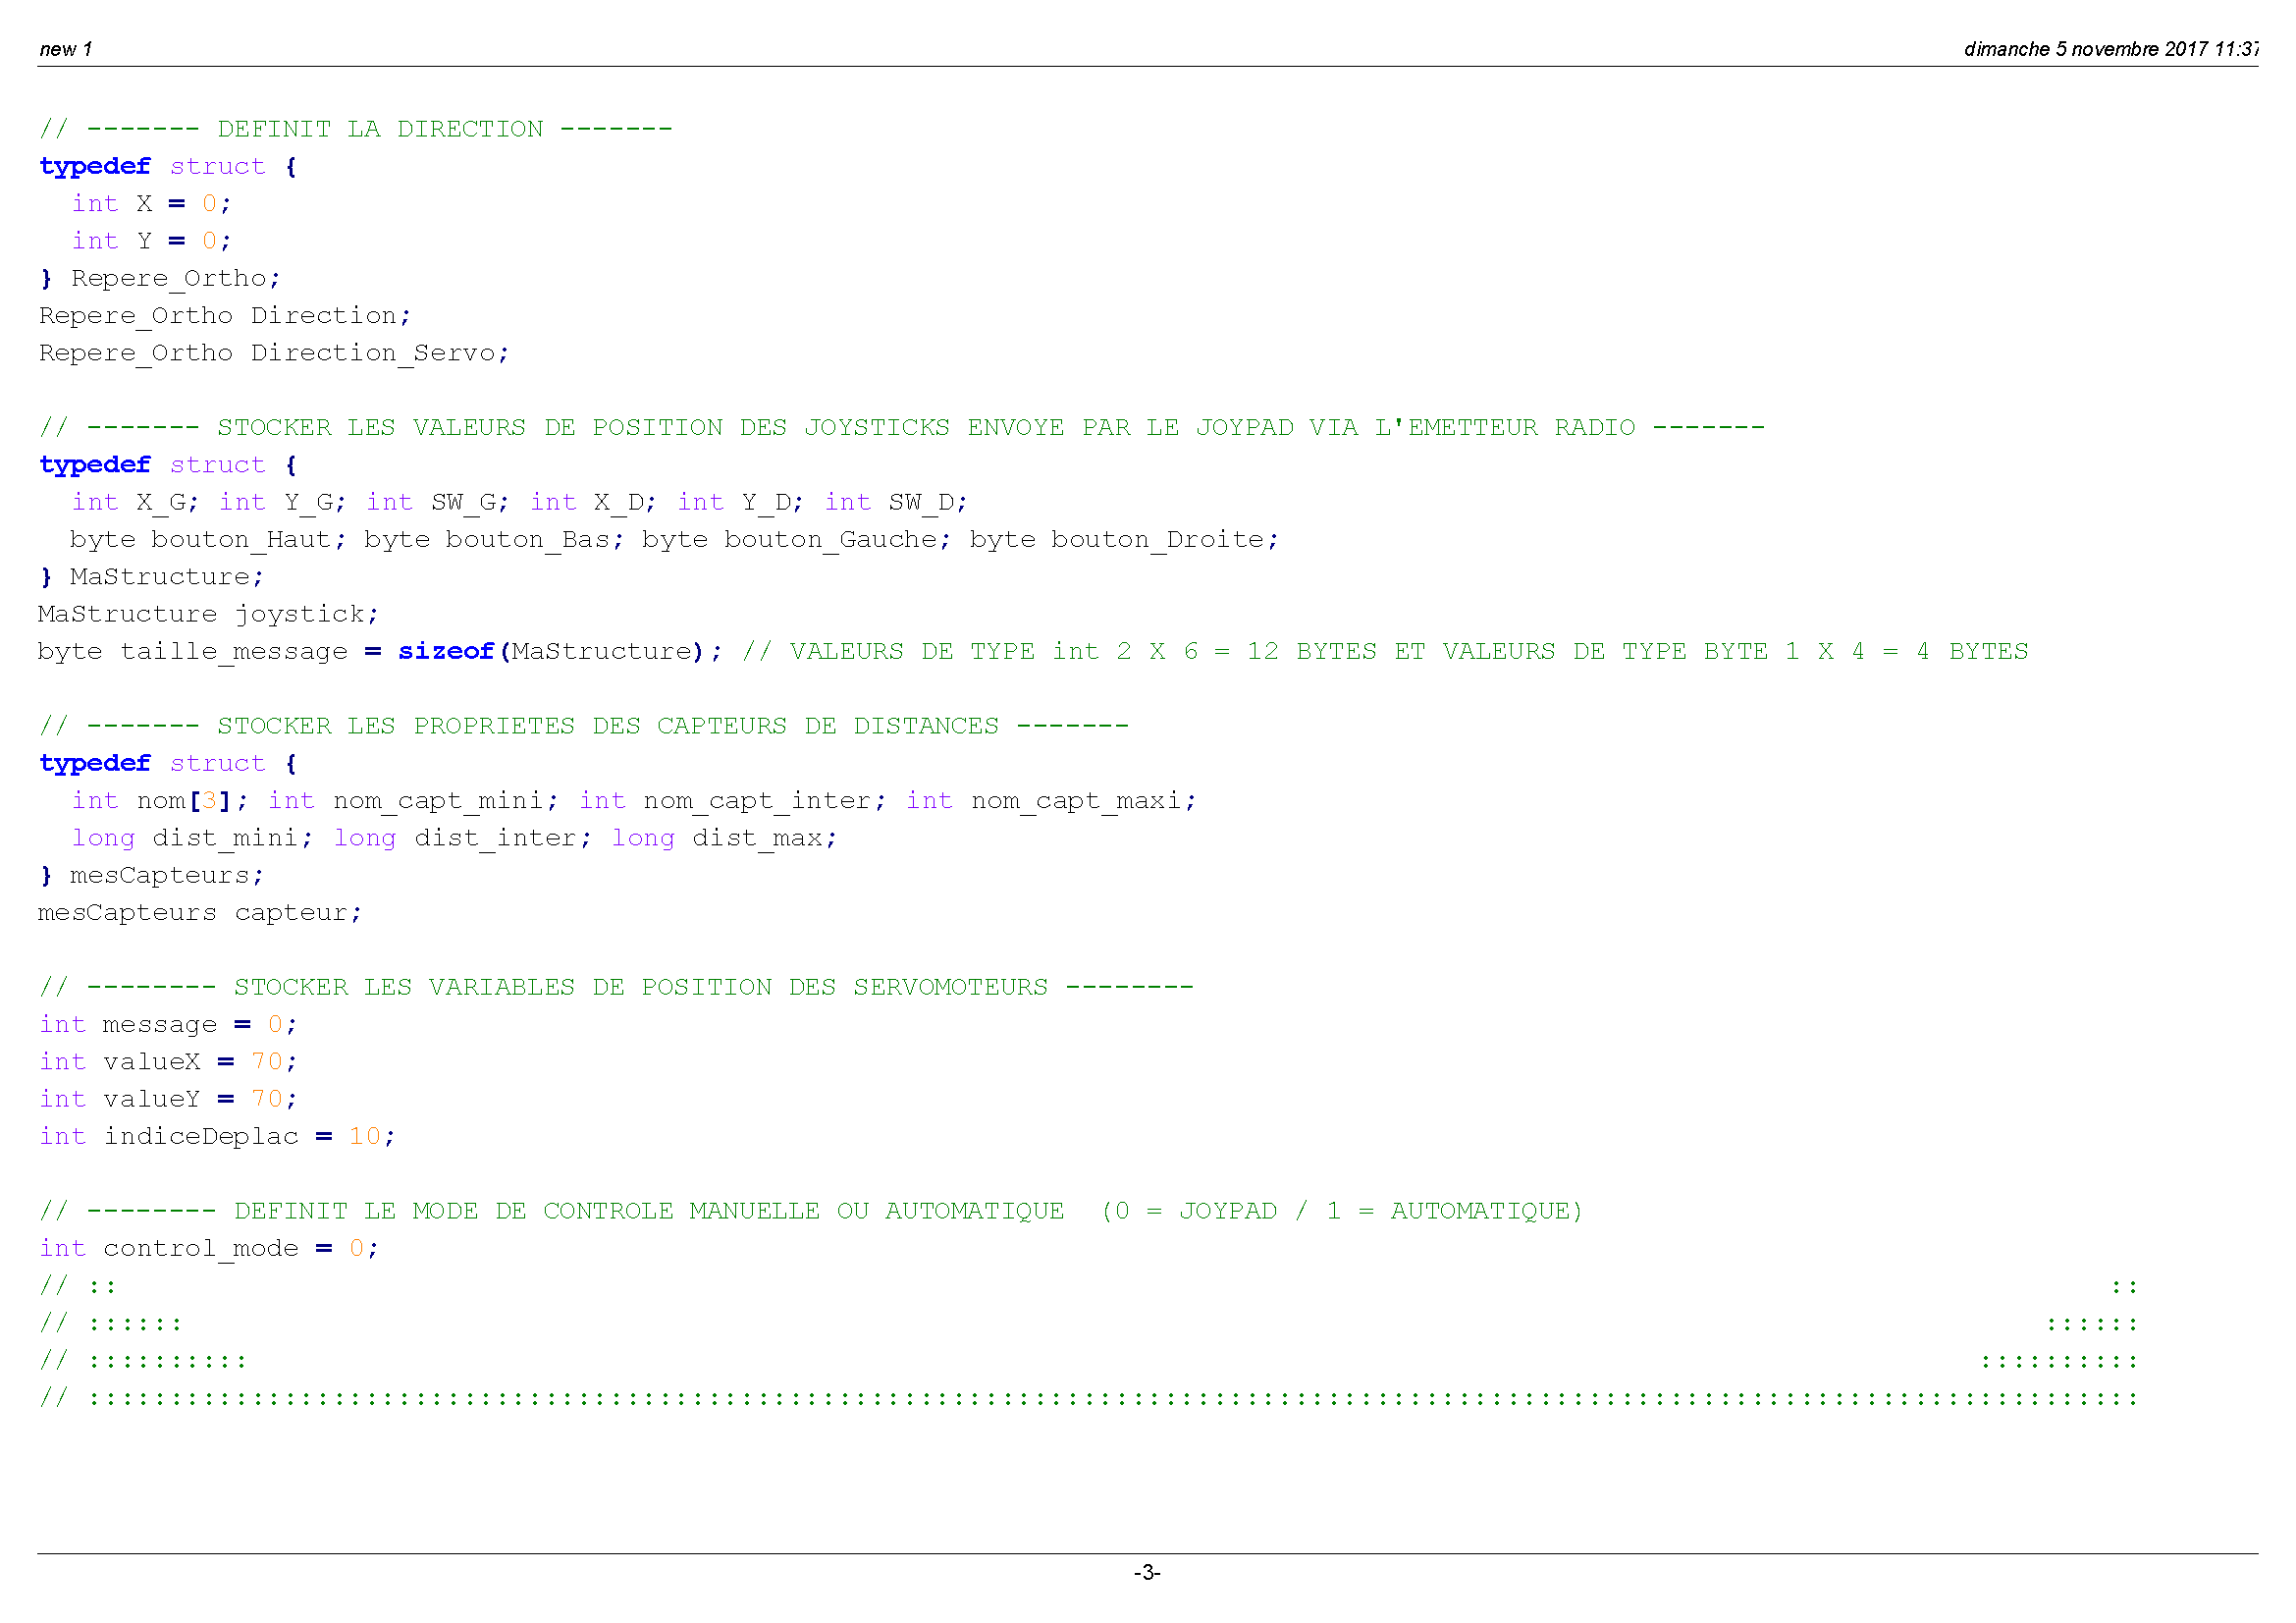 new 1
dimanche 5 novembre 2017 11:37
// ------- DEFINIT LA DIRECTION -------
typedef struct {
  int X = 0;
  int Y = 0;
} Repere_Ortho;
Repere_Ortho Direction;
Repere_Ortho Direction_Servo;
// ------- STOCKER LES VALEURS DE POSITION DES JOYSTICKS ENVOYE PAR LE JOYPAD VIA L'EMETTEUR RADIO -------
typedef struct {
  int X_G; int Y_G; int SW_G; int X_D; int Y_D; int SW_D;
  byte bouton_Haut; byte bouton_Bas; byte bouton_Gauche; byte bouton_Droite;
} MaStructure;
MaStructure joystick;
byte taille_message = sizeof(MaStructure); // VALEURS DE TYPE int 2 X 6 = 12 BYTES ET VALEURS DE TYPE BYTE 1 X 4 = 4 BYTES
// ------- STOCKER LES PROPRIETES DES CAPTEURS DE DISTANCES -------
typedef struct {
  int nom[3]; int nom_capt_mini; int nom_capt_inter; int nom_capt_maxi;
  long dist_mini; long dist_inter; long dist_max;
} mesCapteurs;
mesCapteurs capteur;
// -------- STOCKER LES VARIABLES DE POSITION DES SERVOMOTEURS --------
int message = 0;
int valueX = 70;
int valueY = 70;
int indiceDeplac = 10;
// -------- DEFINIT LE MODE DE CONTROLE MANUELLE OU AUTOMATIQUE  (0 = JOYPAD / 1 = AUTOMATIQUE)
int control_mode = 0;
// ::                                                                                                                          ::
// ::::::                                                                                                                  ::::::
// ::::::::::                                                                                                          ::::::::::
// ::::::::::::::::::::::::::::::::::::::::::::::::::::::::::::::::::::::::::::::::::::::::::::::::::::::::::::::::::::::::::::::
-3-